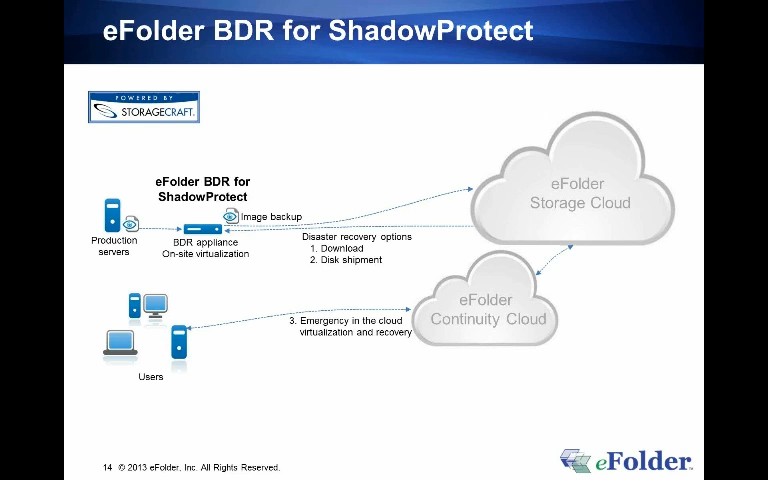 eFolder BDR for ShadowProtect
POWERED BY
STORAGECRAFT.
eFolder BDR for
ShadowProtect
Image backup
Production
servers
BDR appliance
On-site virtualization
Disaster recovery options
1. Download
2. Disk shipment
eFolder
Storage Cloud
eFolder
Continuity Cloud
3. Emergency in the cloud
virtualization and recovery
Users
14 © 2013 eFolder, Inc. All Rights Reserved.
eFolder